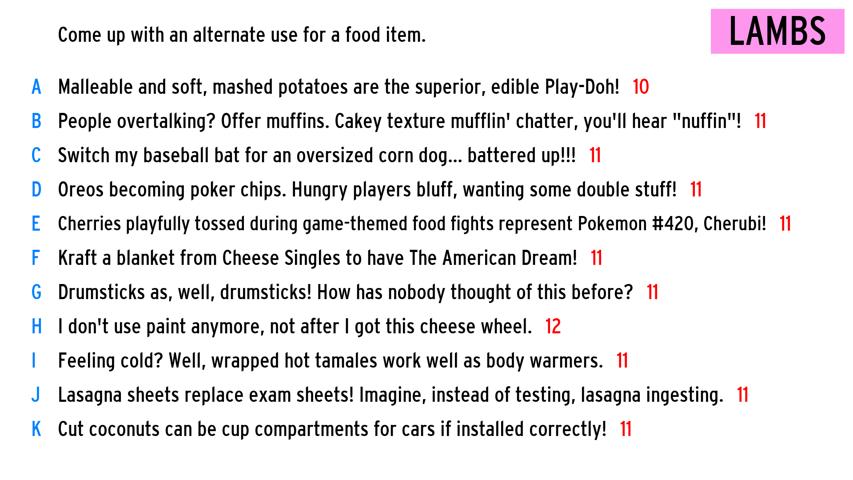 Come up with an alternate use for a food item.
LAMBS
A Malleable and soft, mashed potatoes are the superior, edible Play-Doh! 10
B People overtalking? Offer muffins. Cakey texture mufflin' chatter, you'll hear "nuffin"! 11
C Switch my baseball bat for an oversized corn dog... battered up!!! 11
D Oreos becoming poker chips. Hungry players bluff, wanting some double stuff! 11
E Cherries playfully tossed during game-themed food fights represent Pokemon #420, Cherubi! 11
F Kraft a blanket from Cheese Singles to have The American Dream! 11
G Drumsticks as, well, drumsticks! How has nobody thought of this before? 11
H I don't use paint anymore, not after I got this cheese wheel. 12
I Feeling cold? Well, wrapped hot tamales work well as body warmers. 11
J Lasagna sheets replace exam sheets! Imagine, instead of testing, lasagna ingesting. 11
K Cut coconuts can be cup compartments for cars if installed correctly! 11